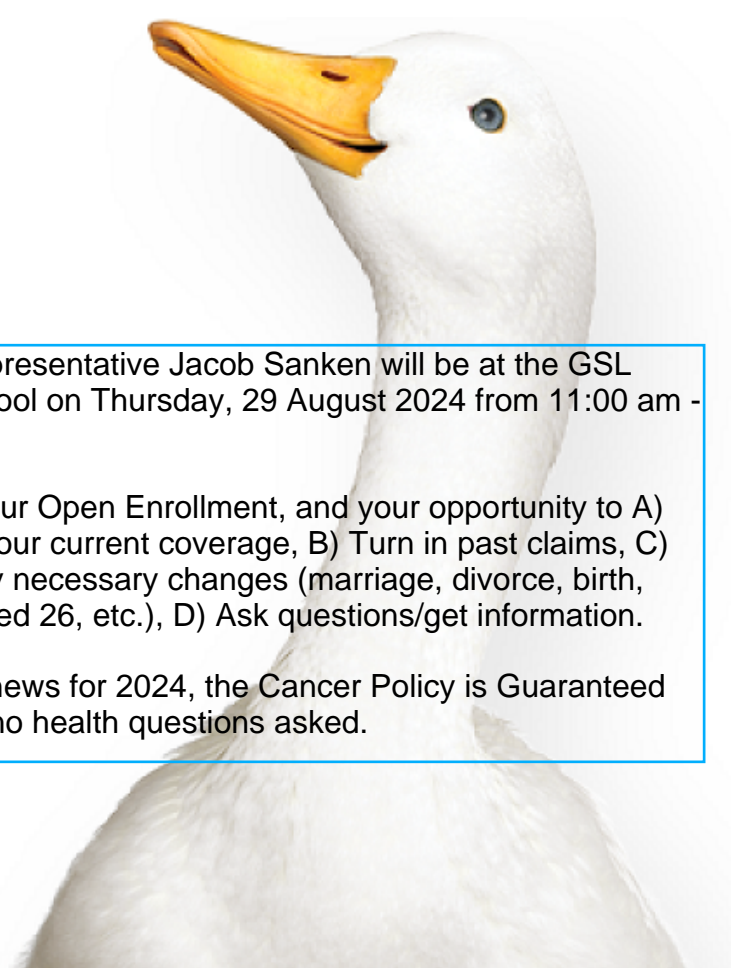 resentative Jacob Sanken will be at the GSL
ool on Thursday, 29 August 2024 from 11:00 am -
ur Open Enrollment, and your opportunity to A)
our current coverage, B) Turn in past claims, C)
necessary changes (marriage, divorce, birth,
ed 26, etc.), D) Ask questions/get information.
news for 2024, the Cancer Policy is Guaranteed
no health questions asked.